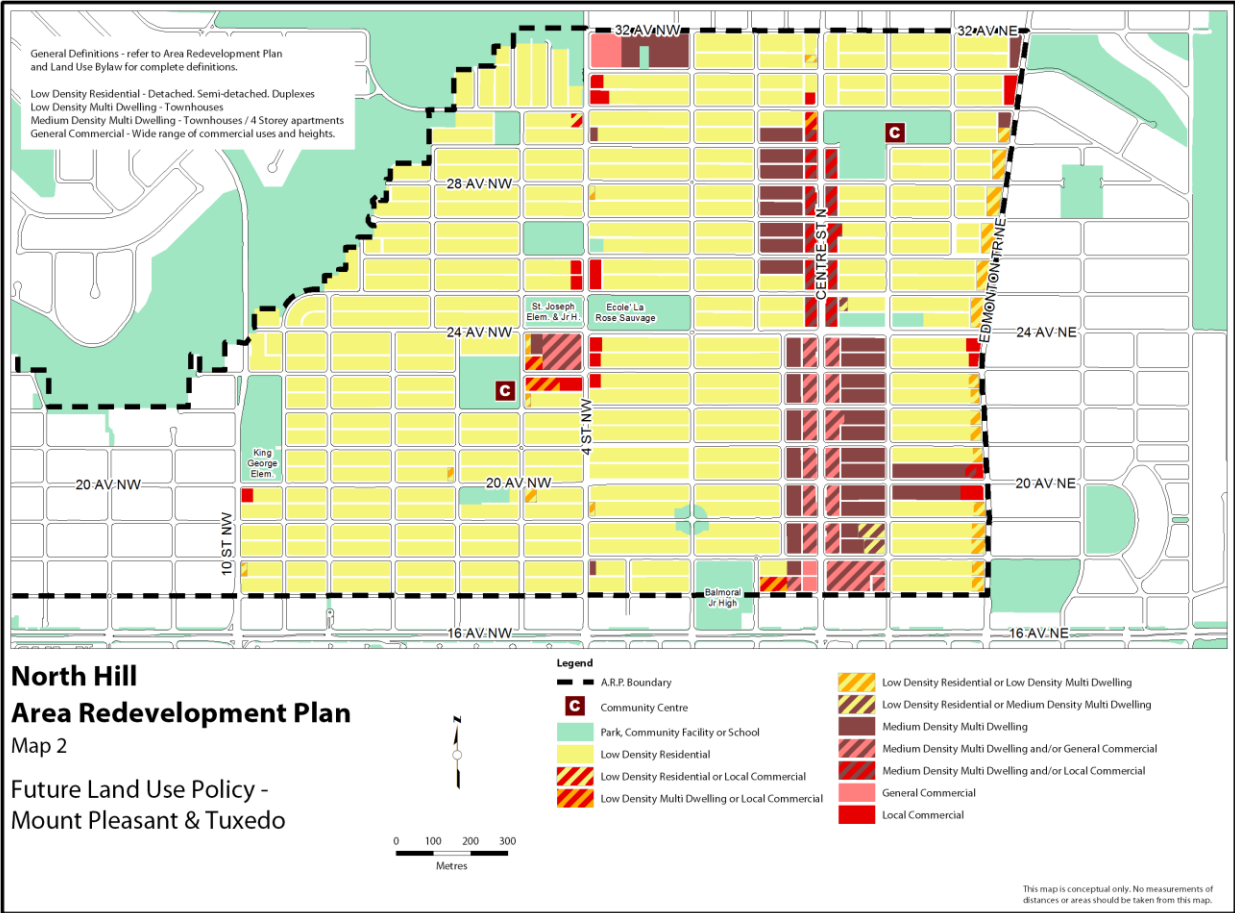 32 AV NW
32 AV NE
General Definitions - refer to Area Redevelopment Plan
and Land Use Bylaw for complete definitions.
Low Density Residential - Detached. Semi-detached. Duplexes
Low Density Multi Dwelling - Townhouses
Medium Density Multi Dwelling - Townhouses / 4 Storey apartments
General Commercial - Wide range of commercial uses and heights.
C
28 AV NW
CENTRE ST N
EDMONTON TR NE
St. Joseph
Elem. & Jr H.
Ecole' La
Rose Sauvage
24 AV NW
24 AV NE
C
4 ST NW
King
George
Elem.
20 AV NW
20 AV NW
20 AV NE
10 ST NW
Balmoral
Jr High
16 AV NW
16 AV NE
North Hill
Area Redevelopment Plan
Map 2
Future Land Use Policy -
Mount Pleasant & Tuxedo
N
0 100 200 300
Metres
Legend
A.R.P. Boundary
C Community Centre
Park, Community Facility or School
Low Density Residential
Low Density Residential or Local Commercial
Low Density Multi Dwelling or Local Commercial
Low Density Residential or Low Density Multi Dwelling
Low Density Residential or Medium Density Multi Dwelling
Medium Density Multi Dwelling
Medium Density Multi Dwelling and/or General Commercial
Medium Density Multi Dwelling and/or Local Commercial
General Commercial
Local Commercial
This map is conceptual only. No measurements of
distances or areas should be taken from this map.